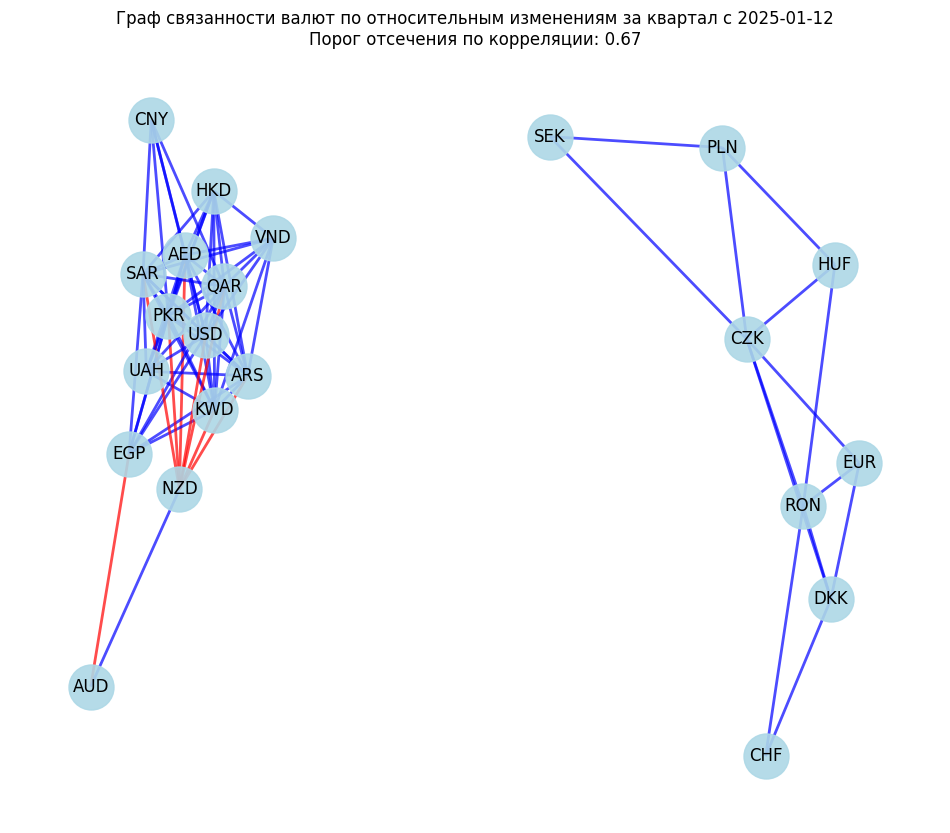 Граф связанности валют по относительным изменениям за квартал с 2025-01-12
Порог отсечения по корреляции: 0.67
CNY
SEK
PLN
HKD
VND
AED
HUF
SAR
QAR
PKR
USD
CZK
UAH
ARS
KWD
EGP
EUR
NZD
RON
DKK
AUD
CHF